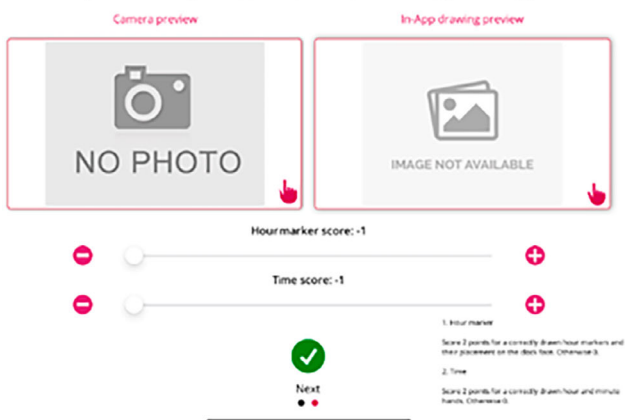 Camera preview
In-App drawing preview
NO PHOTO
IMAGE NOT AVAILABLE
Hour marker score: -1
Time score: -1
Next
1. Hour marker
Score 2 points for a correctly drawn hour markers and
their placement on the clock face. Otherwise 0.
2. Time
Score 2 points for a correctly drawn hour and minute
hands. Otherwise 0.